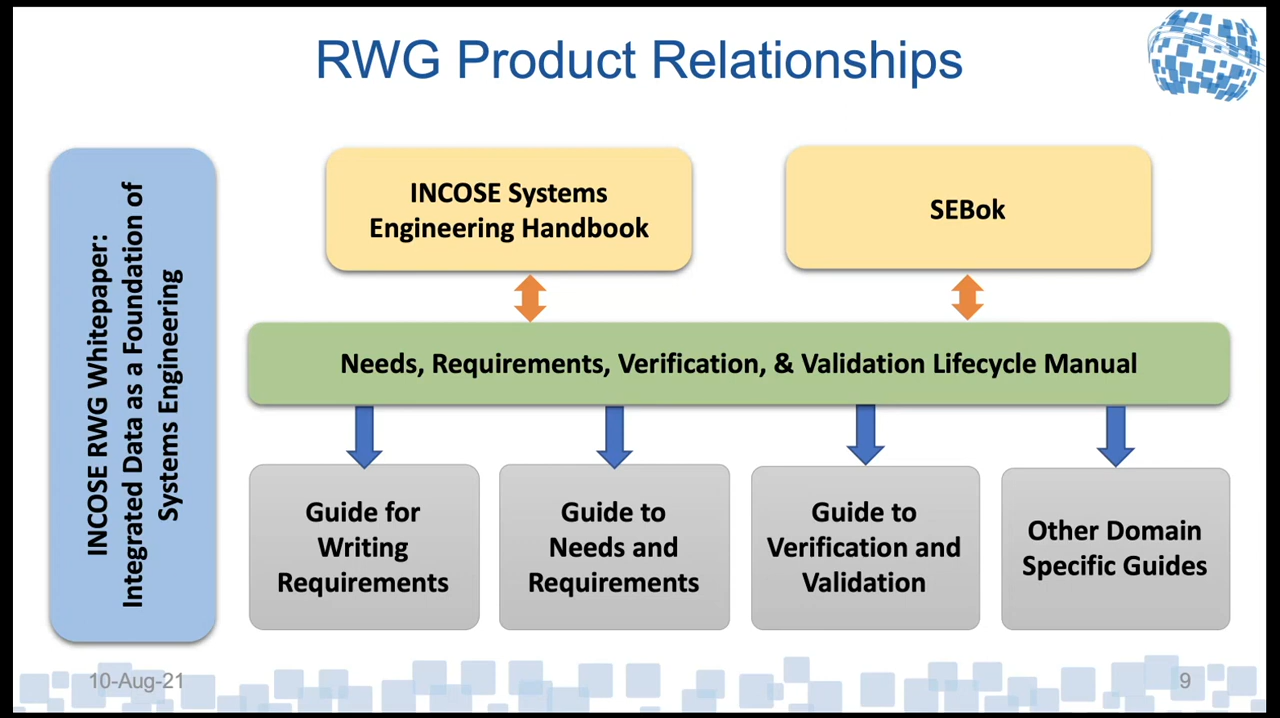 RWG Product Relationships
INCOSE RWG Whitepaper:
Integrated Data as a Foundation of
Systems Engineering
INCOSE Systems
Engineering Handbook
SEBok
Needs, Requirements, Verification, & Validation Lifecycle Manual
Guide for
Writing
Requirements
Guide to
Needs and
Requirements
Guide to
Verification and
Validation
Other Domain
Specific Guides
10-Aug-21
9